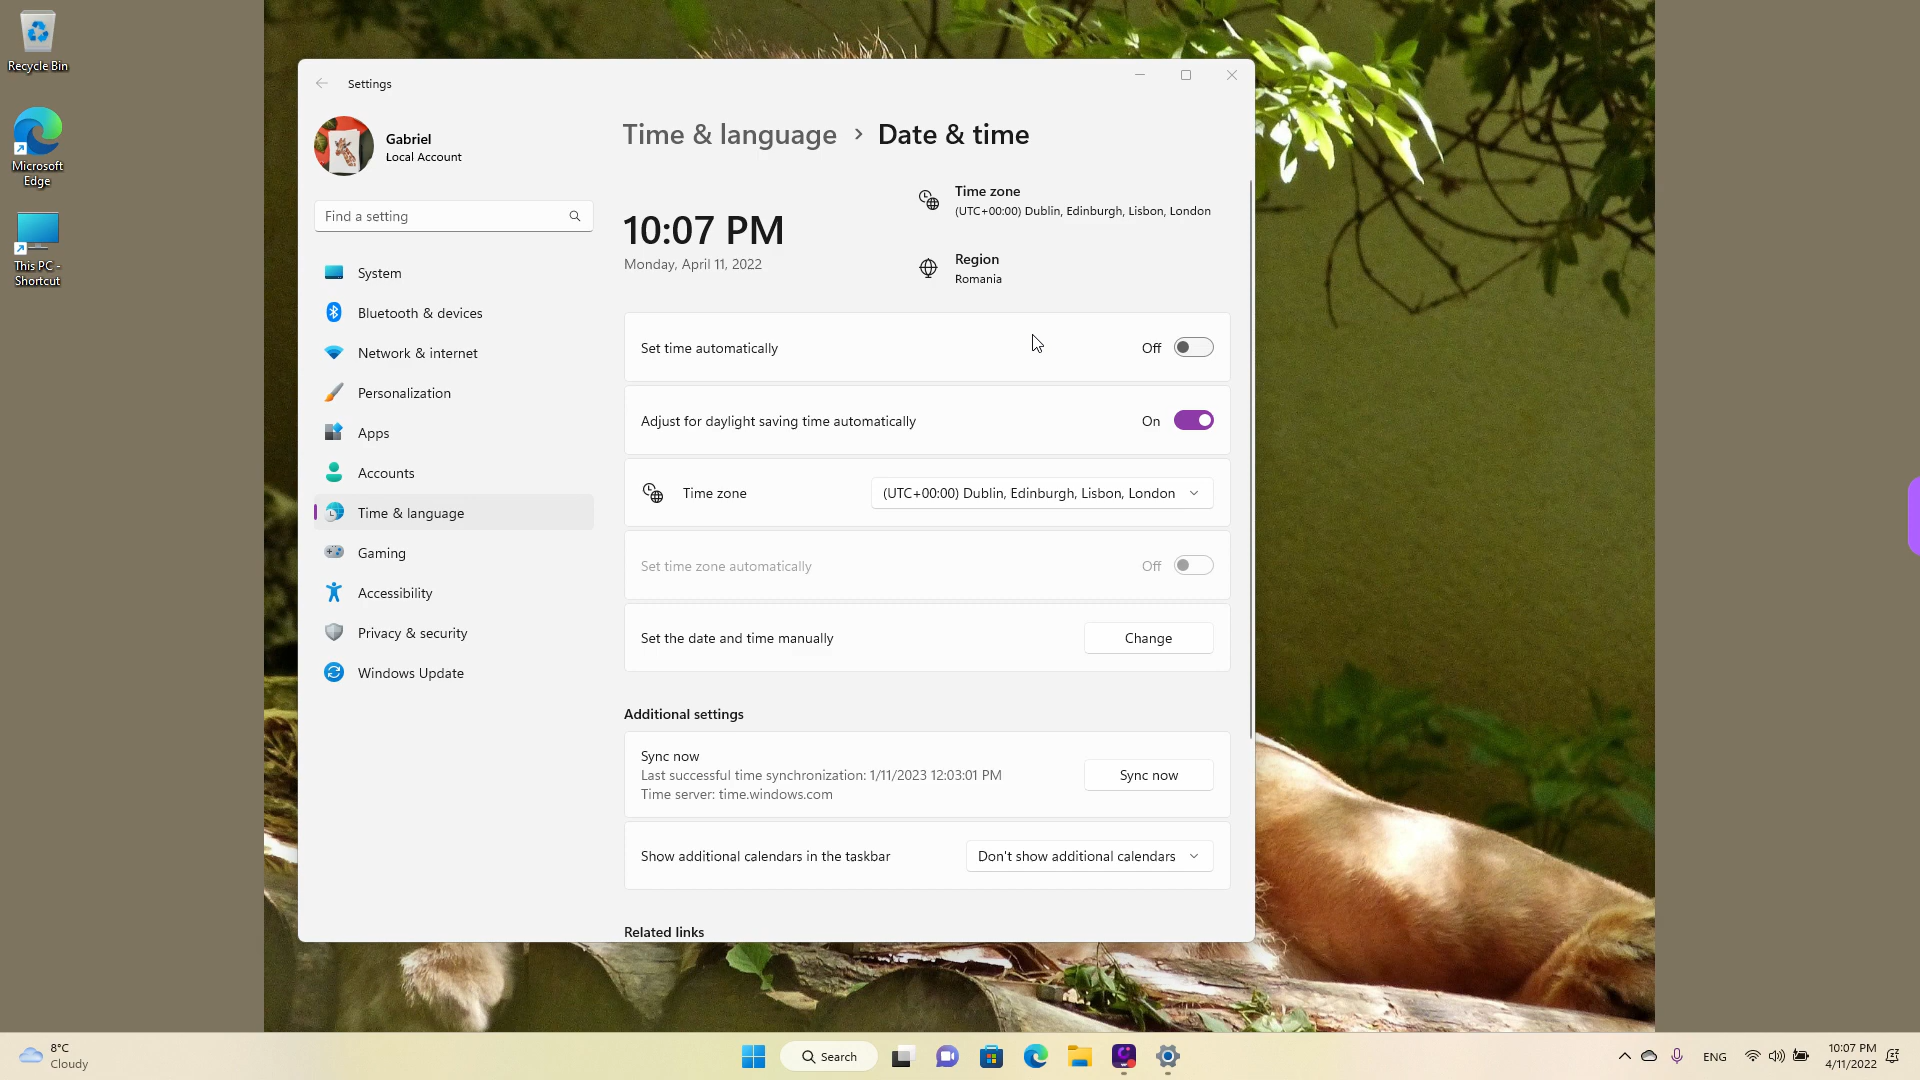 Recycle Bin
Microsoft
Edge
This PC -
Shortcut
Settings
Gabriel
Local Account
Find a setting
System
Bluetooth & devices
Network & internet
Personalization
Apps
Accounts
Time & language
Gaming
Accessibility
Privacy & security
Windows Update
Time & language > Date & time
10:07 PM
Monday, April 11, 2022
Time zone
(UTC+00:00) Dublin, Edinburgh, Lisbon, London
Region
Romania
Set time automatically Off
Adjust for daylight saving time automatically On
Time zone (UTC+00:00) Dublin, Edinburgh, Lisbon, London
Set time zone automatically Off
Set the date and time manually Change
Additional settings
Sync now
Last successful time synchronization: 1/11/2023 12:03:01 PM
Time server: time.windows.com
Sync now
Show additional calendars in the taskbar Don't show additional calendars
Related links
8°C
Cloudy
Search
ENG
10:07 PM
4/11/2022